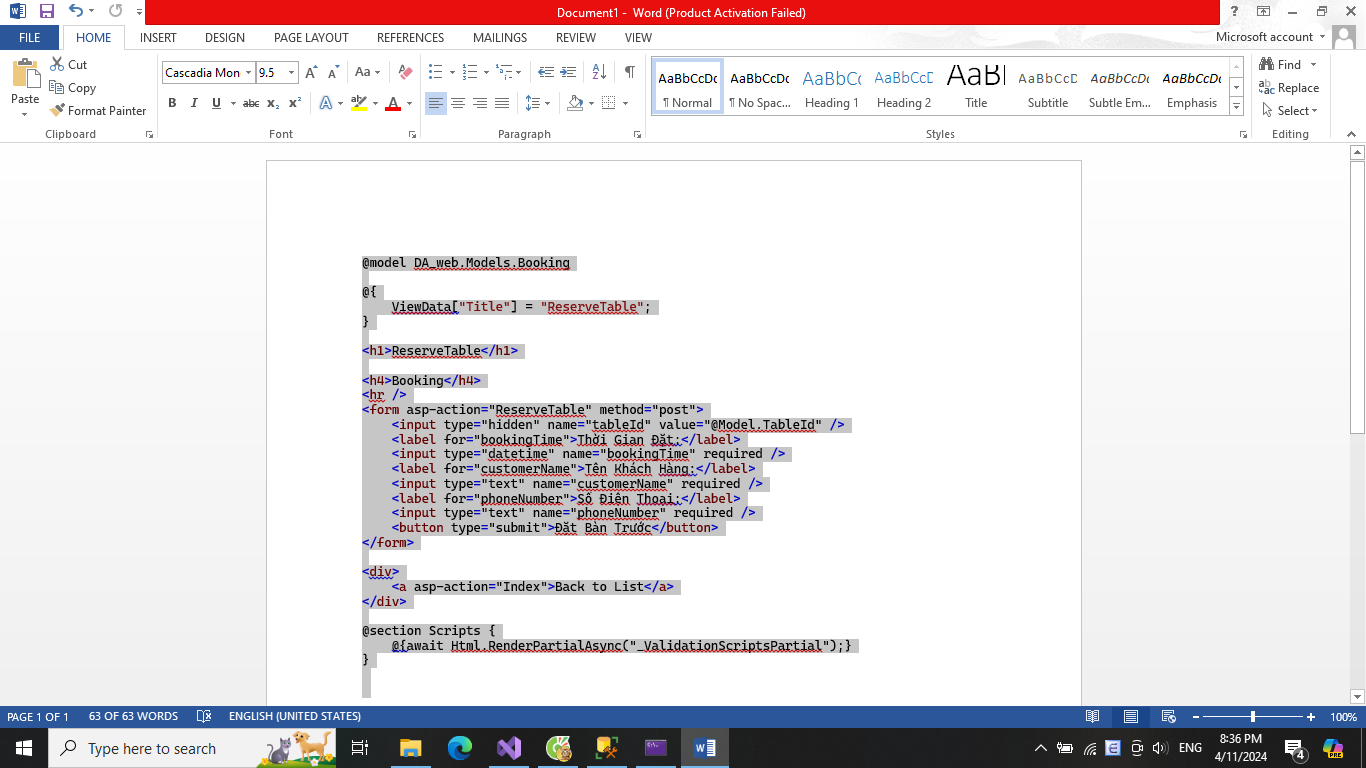 Document1 - Word (Product Activation Failed)
FILE HOME INSERT DESIGN PAGE LAYOUT REFERENCES MAILINGS REVIEW VIEW Microsoft account
Paste
Cut
Copy
Format Painter
Clipboard
Cascadia Mon 9.5
Font
Paragraph
AaBbCcDc AaBbCcDc AaBbCc AaBbCcD AaBb AaBbCcD AaBbCcDc AaBbCcDc
¶ Normal ¶ No Spac... Heading 1 Heading 2 Title Subtitle Subtle Em... Emphasis
Styles
Find
Replace
Select
Editing
@model DA_web.Models.Booking
@{
ViewData["Title"] = "ReserveTable";
}
<h1>ReserveTable</h1>
<h4>Booking</h4>
<hr />
<form asp-action="ReserveTable" method="post">
<input type="hidden" name="tableId" value="@Model.TableId" />
<label for="bookingTime">Thời Gian Đặt:</label>
<input type="datetime" name="bookingTime" required />
<label for="customerName">Tên Khách Hàng:</label>
<input type="text" name="customerName" required />
<label for="phoneNumber">Số Điện Thoại:</label>
<input type="text" name="phoneNumber" required />
<button type="submit">Đặt Bàn Trước</button>
</form>
<div>
<a asp-action="Index">Back to List</a>
</div>
@section Scripts {
@{await Html.RenderPartialAsync("_ValidationScriptsPartial");}
}
PAGE 1 OF 1 63 OF 63 WORDS ENGLISH (UNITED STATES) 100%
Type here to search
ENG
8:36 PM
4/11/2024
4
PRE